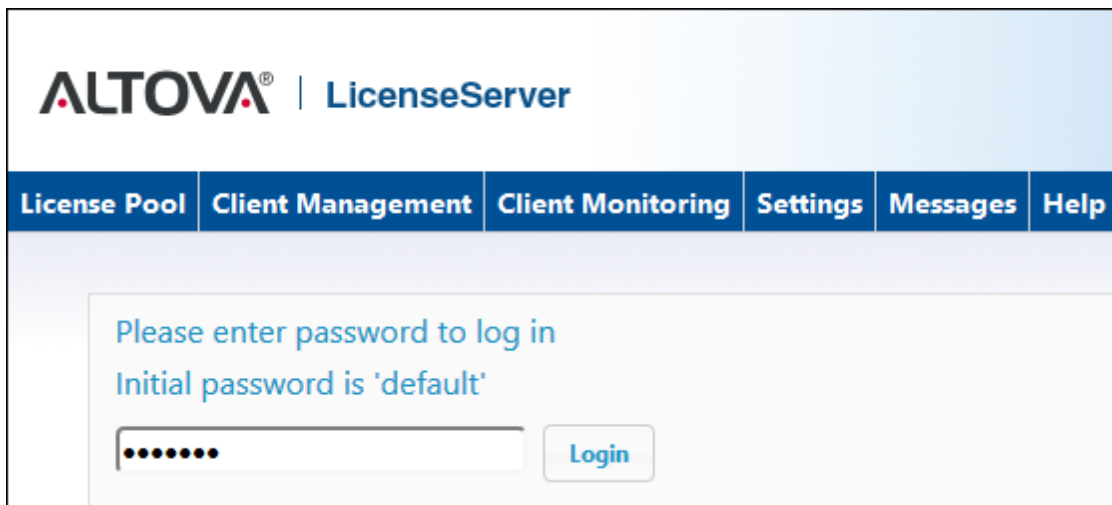 ALTOVA® | LicenseServer
License Pool Client Management Client Monitoring Settings Messages Help
Please enter password to log in
Initial password is 'default'
••••••• Login